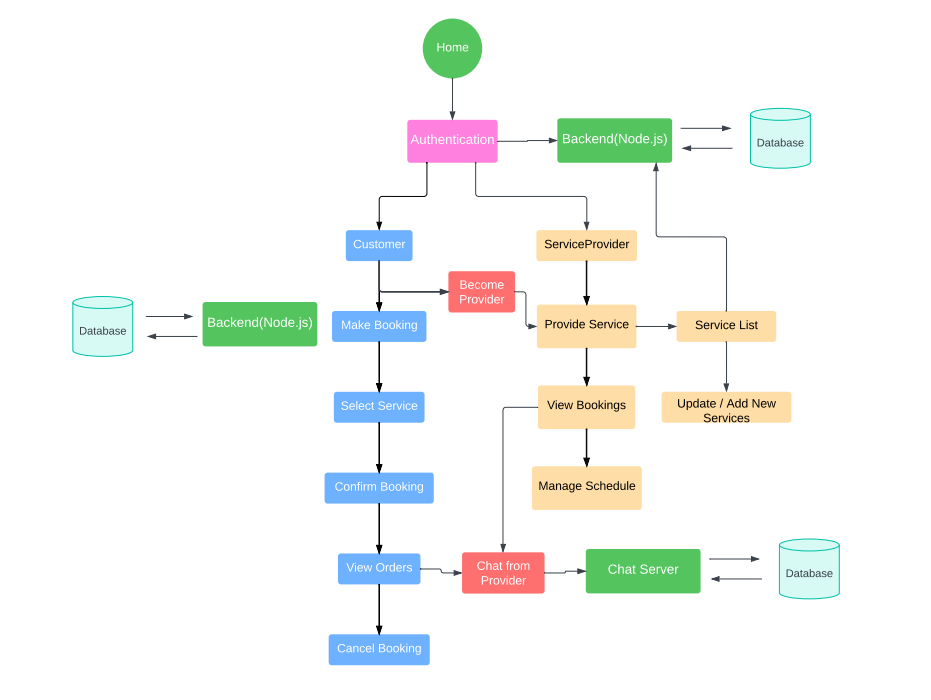 Home
Authentication
Backend(Node.js)
Database
Customer
ServiceProvider
Become
Provider
Database
Backend(Node.js)
Make Booking
Provide Service
Service List
Select Service
View Bookings
Update / Add New
Services
Confirm Booking
Manage Schedule
View Orders
Chat from
Provider
Chat Server
Database
Cancel Booking